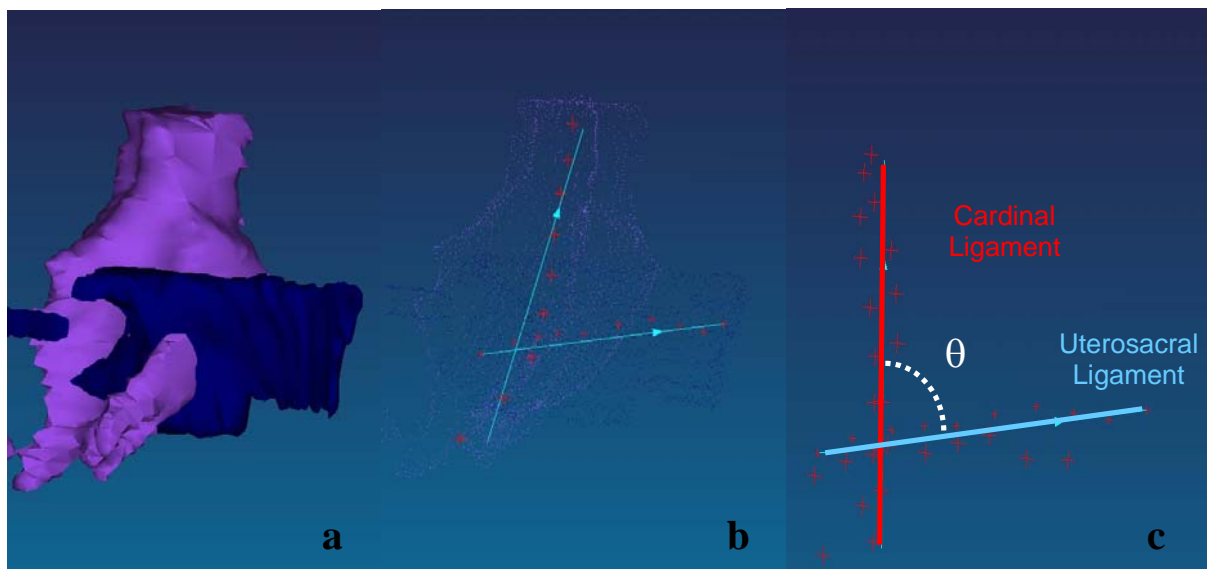 Cardinal
Ligament
θ
Uterosacral
Ligament
a
b
c